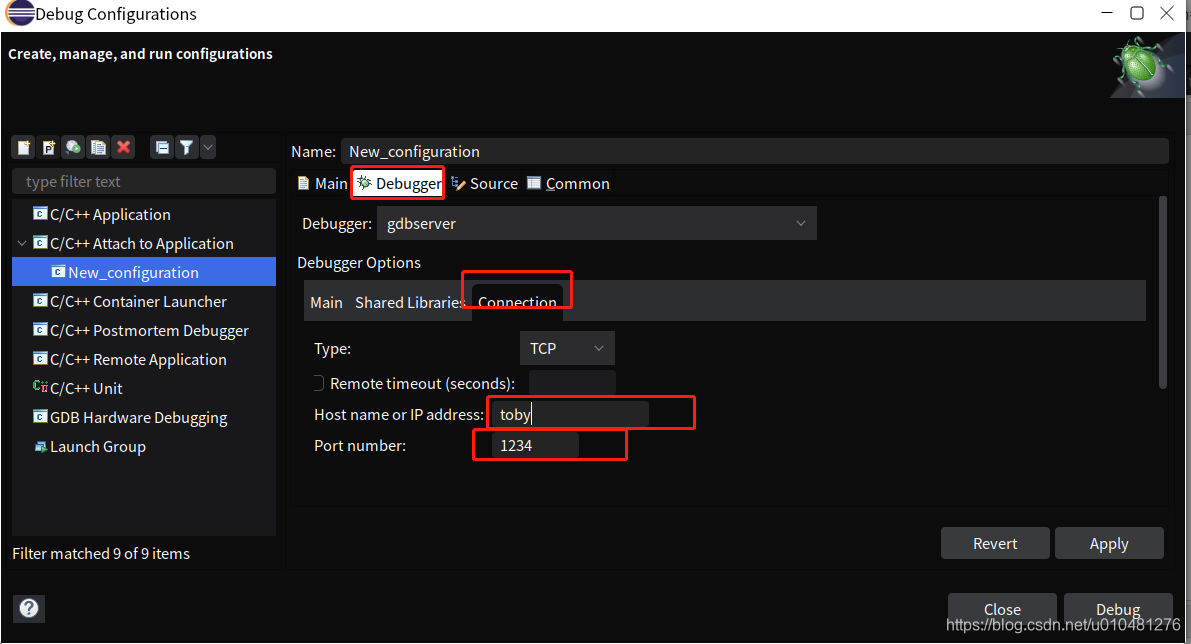 Debug Configurations
Create, manage, and run configurations
type filter text
C/C++ Application
C/C++ Attach to Application
New_configuration
C/C++ Container Launcher
C/C++ Postmortem Debugger
C/C++ Remote Application
C/C++ Unit
GDB Hardware Debugging
Launch Group
Filter matched 9 of 9 items
Name: New_configuration
Main Debugger Source Common
Debugger: gdbserver
Debugger Options
Main Shared Libraries Connection
Type: TCP
Remote timeout (seconds):
Host name or IP address: toby
Port number: 1234
Revert Apply
Close Debug
https://blog.csdn.net/u010481276